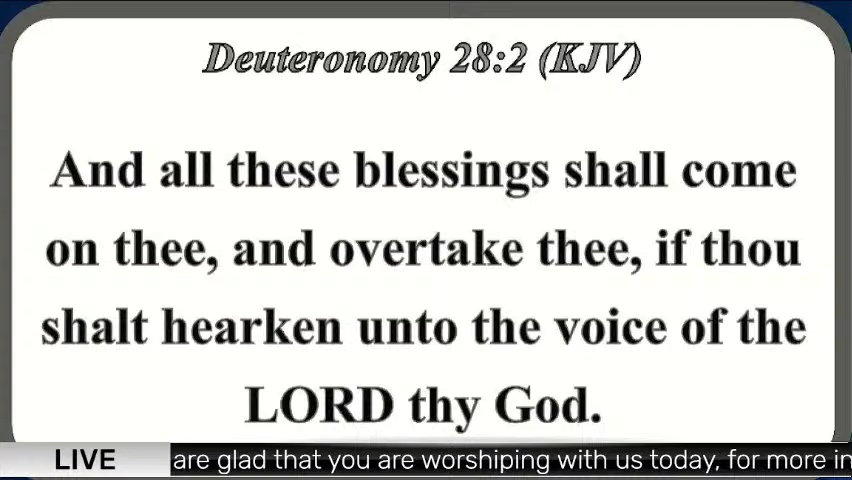 Deuteronomy 28:2 (KJV)
And all these blessings shall come
on thee, and overtake thee, if thou
shalt hearken unto the voice of the
LORD thy God.
LIVE
are glad that you are worshiping with us today, for more in